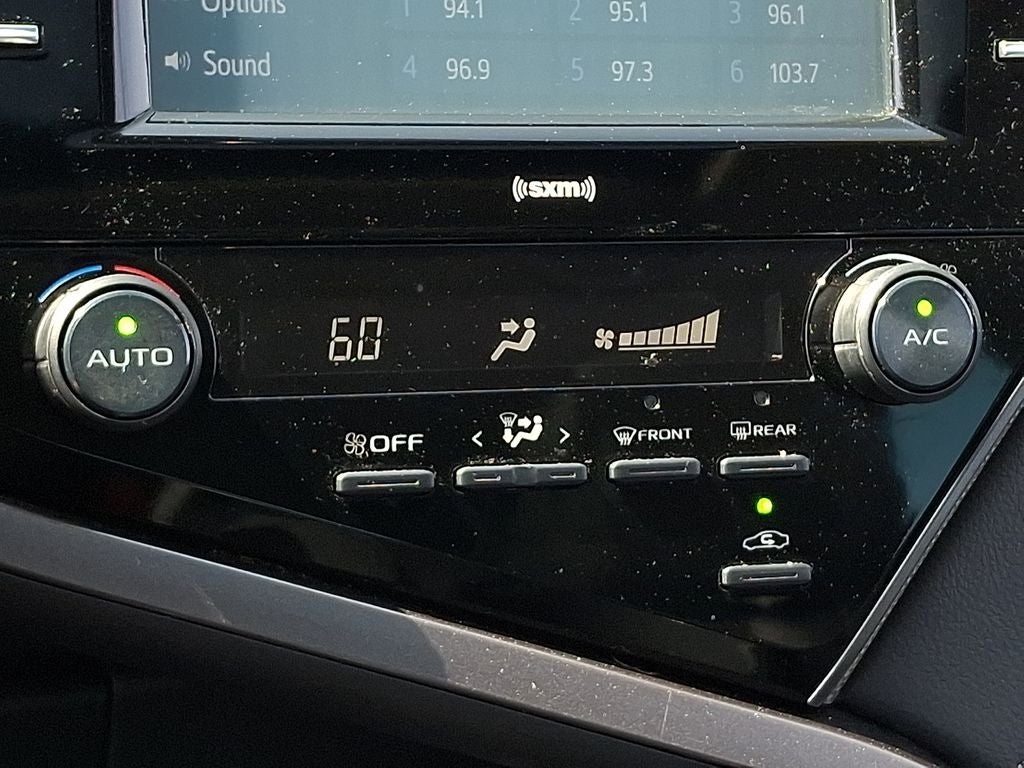 Options 1 94.1 2 95.1 3 96.1
Sound 4 96.9 5 97.3 6 103.7
sxm
AUTO 60 A/C
OFF < > FRONT REAR